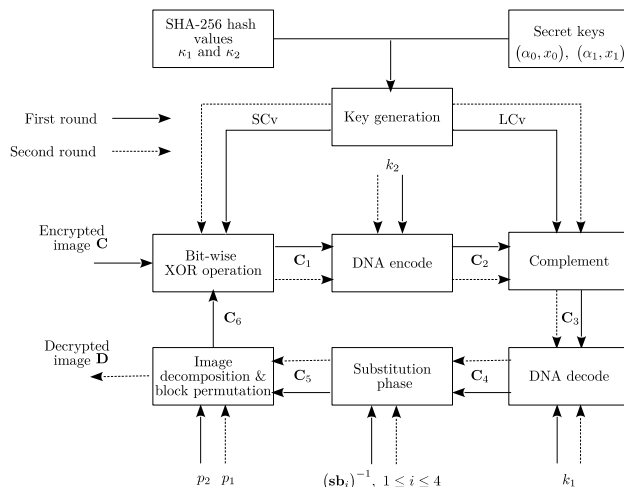 SHA-256 hash
values
κ₁ and κ₂
Secret keys
(α₀, x₀), (α₁, x₁)
First round
SCv
Key generation
LCv
Second round
k₂
Encrypted
image C
Bit-wise
XOR operation
C₁
DNA encode
C₂
Complement
C₆
C₃
Decrypted
image D
Image
decomposition &
block permutation
C₅
Substitution
phase
C₄
DNA decode
p₂ p₁
(sbᵢ)⁻¹, 1 ≤ i ≤ 4
k₁